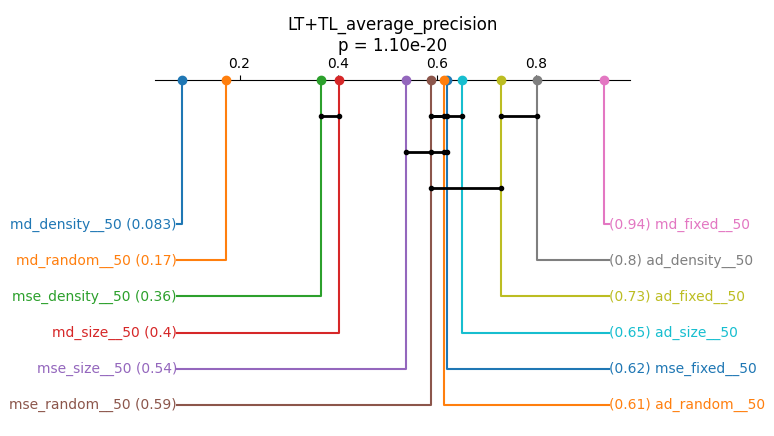 LT+TL_average_precision
p = 1.10e-20
0.2 0.4 0.6 0.8
md_density__50 (0.083)
(0.94) md_fixed__50
md_random__50 (0.17)
(0.8) ad_density__50
mse_density__50 (0.36)
(0.73) ad_fixed__50
md_size__50 (0.4)
(0.65) ad_size__50
mse_size__50 (0.54)
(0.62) mse_fixed__50
mse_random__50 (0.59)
(0.61) ad_random__50